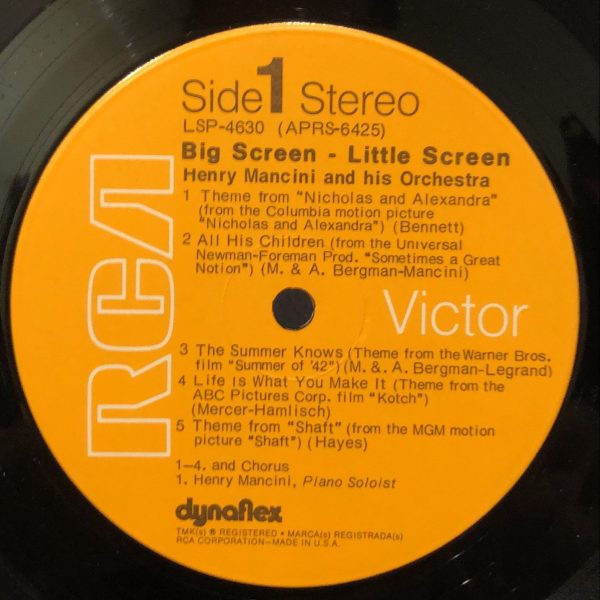 Side 1 Stereo
LSP-4630 (APRS-6425)
Big Screen - Little Screen
Henry Mancini and his Orchestra
1 Theme from "Nicholas and Alexandra"
(from the Columbia motion picture
"Nicholas and Alexandra") (Bennett)
2 All His Children (from the Universal
Newman-Foreman Prod. "Sometimes a Great
Notion") (M. & A. Bergman-Mancini)
RCA
Victor
3 The Summer Knows (Theme from the Warner Bros.
film "Summer of '42") (M. & A. Bergman-Legrand)
4 Life Is What You Make It (Theme from the
ABC Pictures Corp. film "Kotch")
(Mercer-Hamlisch)
5 Theme from "Shaft" (from the MGM motion
picture "Shaft") (Hayes)
1–4. and Chorus
1. Henry Mancini, Piano Soloist
dynaflex
TMK(s) ® REGISTERED • MARCA(s) REGISTRADA(s)
RCA CORPORATION–MADE IN U.S.A.